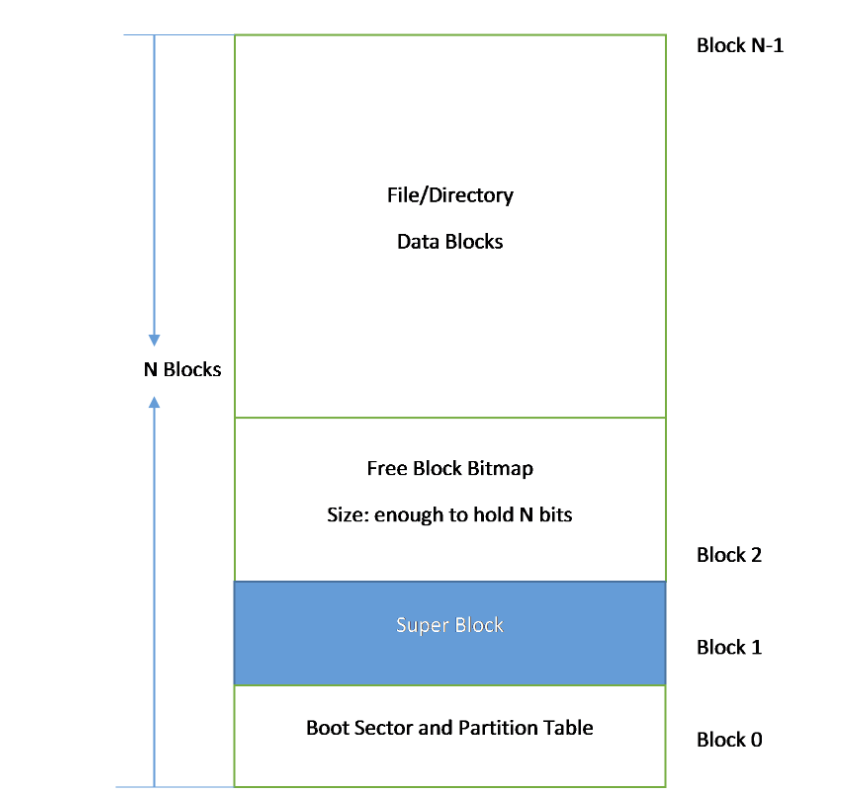 Block N-1
File/Directory
Data Blocks
N Blocks
Free Block Bitmap
Size: enough to hold N bits
Block 2
Super Block
Block 1
Boot Sector and Partition Table
Block 0